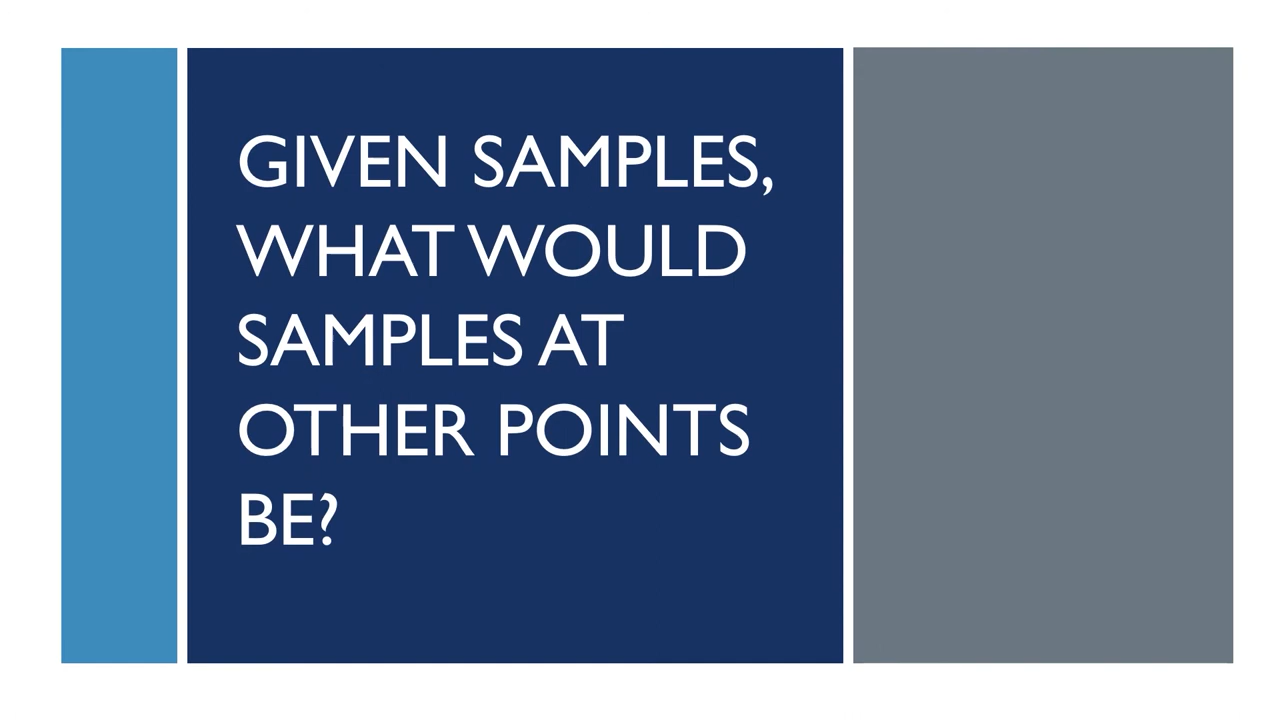 GIVEN SAMPLES,
WHAT WOULD
SAMPLES AT
OTHER POINTS
BE?